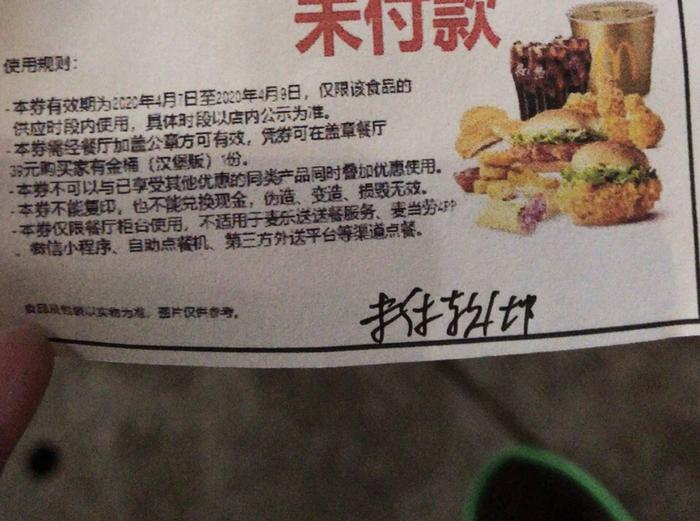 未付款
使用规则：
-本券有效期为2020年4月7日至2020年4月9日，仅限该食品的
供应时段内使用，具体时段以店内公示为准。
-本券需经餐厅加盖公章方可有效，凭券可在盖章餐厅
39元购买家有金桶（汉堡版）1份。
-本券不可以与已享受其他优惠的同类产品同时叠加优惠使用。
-本券不能复印，也不能兑换现金，伪造、变造、损毁无效。
-本券仅限餐厅柜台使用，不适用于麦乐送送餐服务、麦当劳APP
、微信小程序、自助点餐机、第三方外送平台等渠道点餐。
食品及包装以实物为准，图片仅供参考。